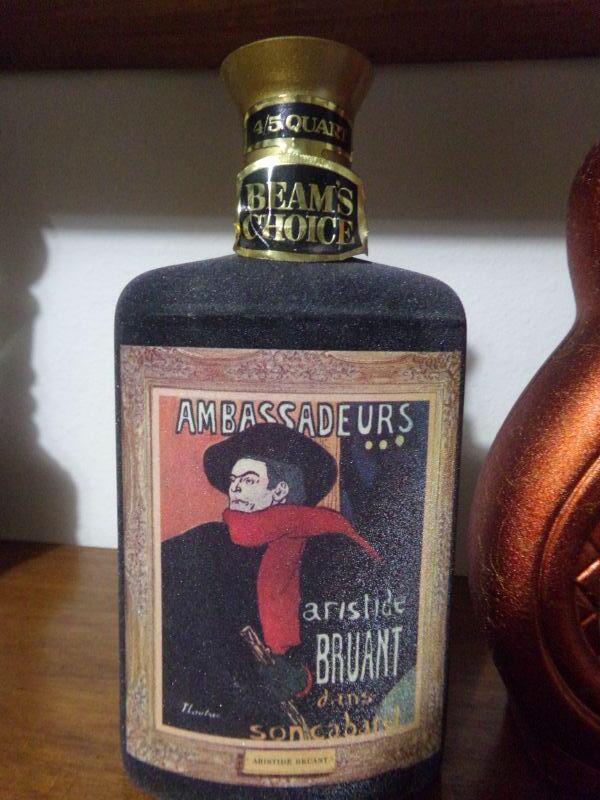 4/5 QUART
BEAM'S
CHOICE
AMBASSADEURS
aristide
BRUANT
dans
son cabaret
ARISTIDE BRUANT